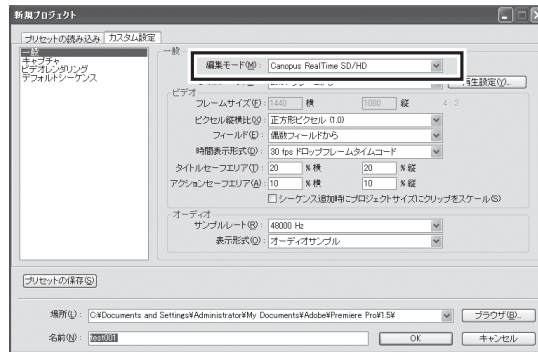 新規プロジェクト
プリセットの読み込み カスタム設定
一般
キャプチャ
ビデオレンダリング
デフォルトシーケンス
一般
編集モード(M): Canopus RealTime SD/HD
再生設定(Y)...
ビデオ
フレームサイズ(F): 1440 横 1080 縦 4:3
ピクセル縦横比(X): 正方形ピクセル (1.0)
フィールド(E): 偶数フィールドから
時間表示形式(I): 30 fps ドロップフレームタイムコード
タイトルセーフエリア(T): 20 %横 20 %縦
アクションセーフエリア(A): 10 %横 10 %縦
シーケンス追加時にプロジェクトサイズにクリップをスケール(S)
オーディオ
サンプルレート(R): 48000 Hz
表示形式(O): オーディオサンプル
プリセットの保存(S)
場所(L): C:¥Documents and Settings¥Administrator¥My Documents¥Adobe¥Premiere Pro¥1.5¥ ブラウザ(B)...
名前(N): test001 OK キャンセル